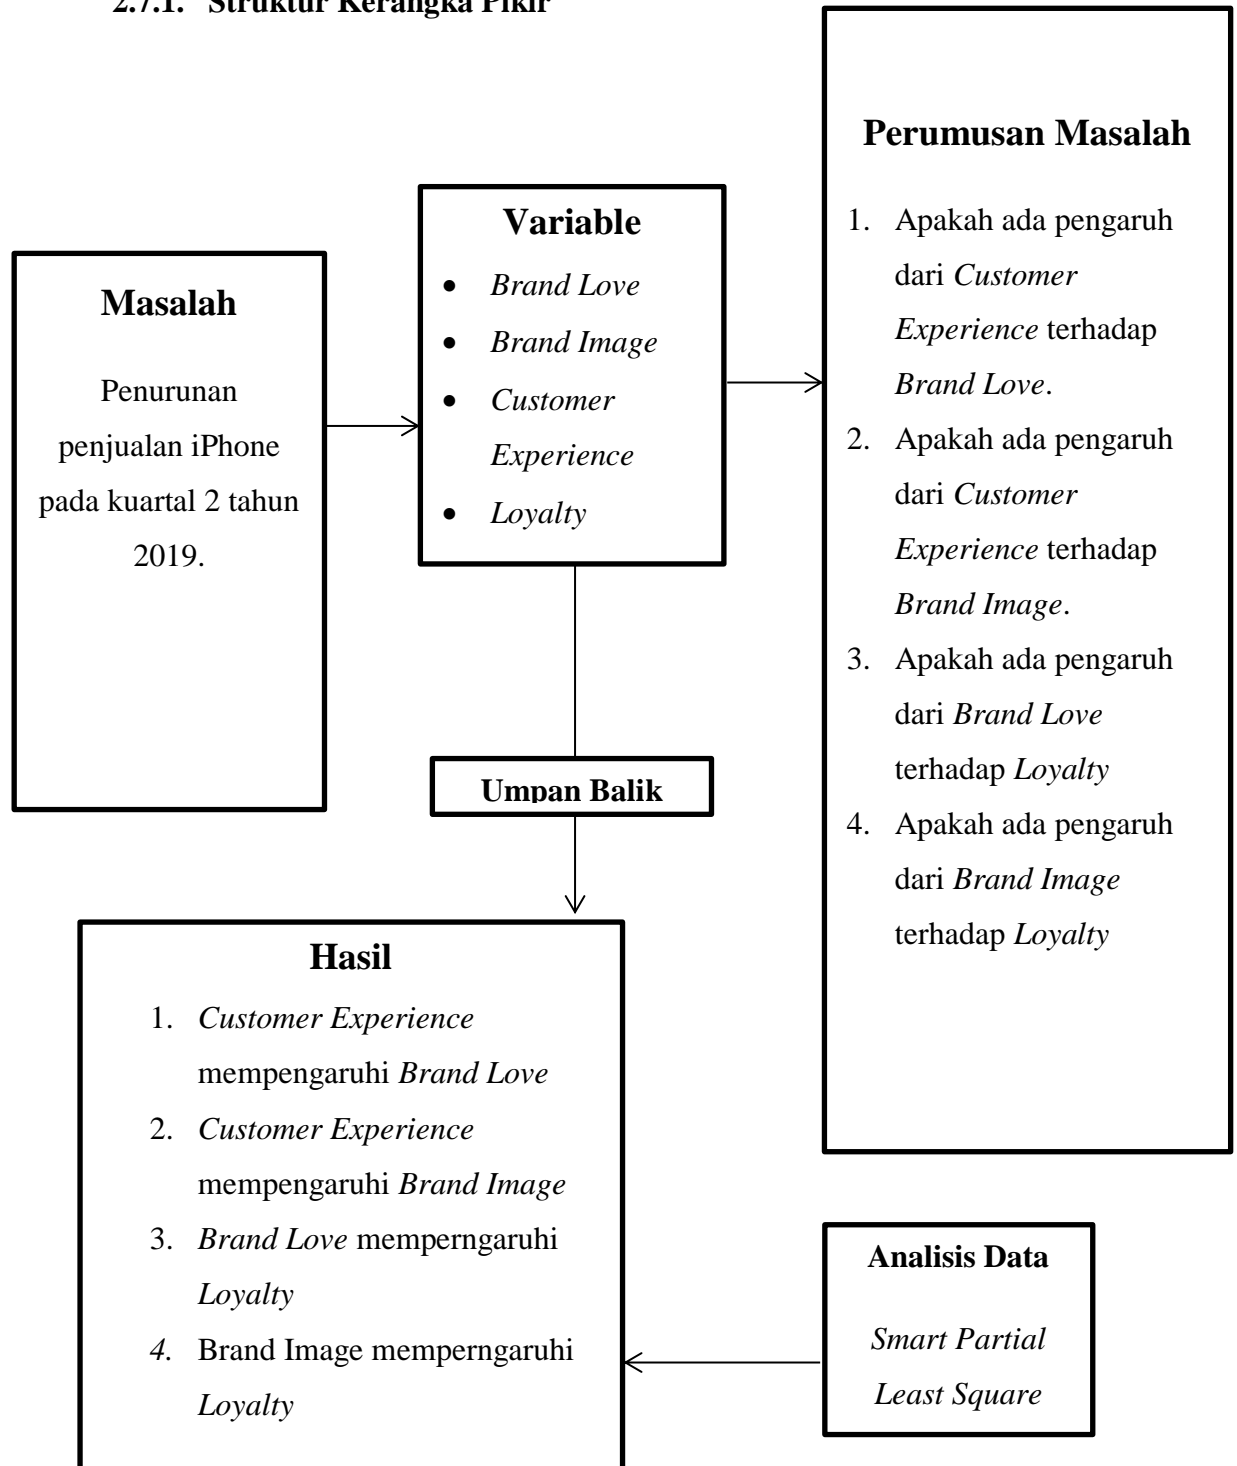 2.7.1. Struktur Kerangka Pikir
Masalah
Penurunan
penjualan iPhone
pada kuartal 2 tahun
2019.
Variable
• Brand Love
• Brand Image
• Customer
Experience
• Loyalty
Perumusan Masalah
1. Apakah ada pengaruh
dari Customer
Experience terhadap
Brand Love.
2. Apakah ada pengaruh
dari Customer
Experience terhadap
Brand Image.
3. Apakah ada pengaruh
dari Brand Love
terhadap Loyalty
4. Apakah ada pengaruh
dari Brand Image
terhadap Loyalty
Umpan Balik
Hasil
1. Customer Experience
mempengaruhi Brand Love
2. Customer Experience
mempengaruhi Brand Image
3. Brand Love memperngaruhi
Loyalty
4. Brand Image memperngaruhi
Loyalty
Analisis Data
Smart Partial
Least Square